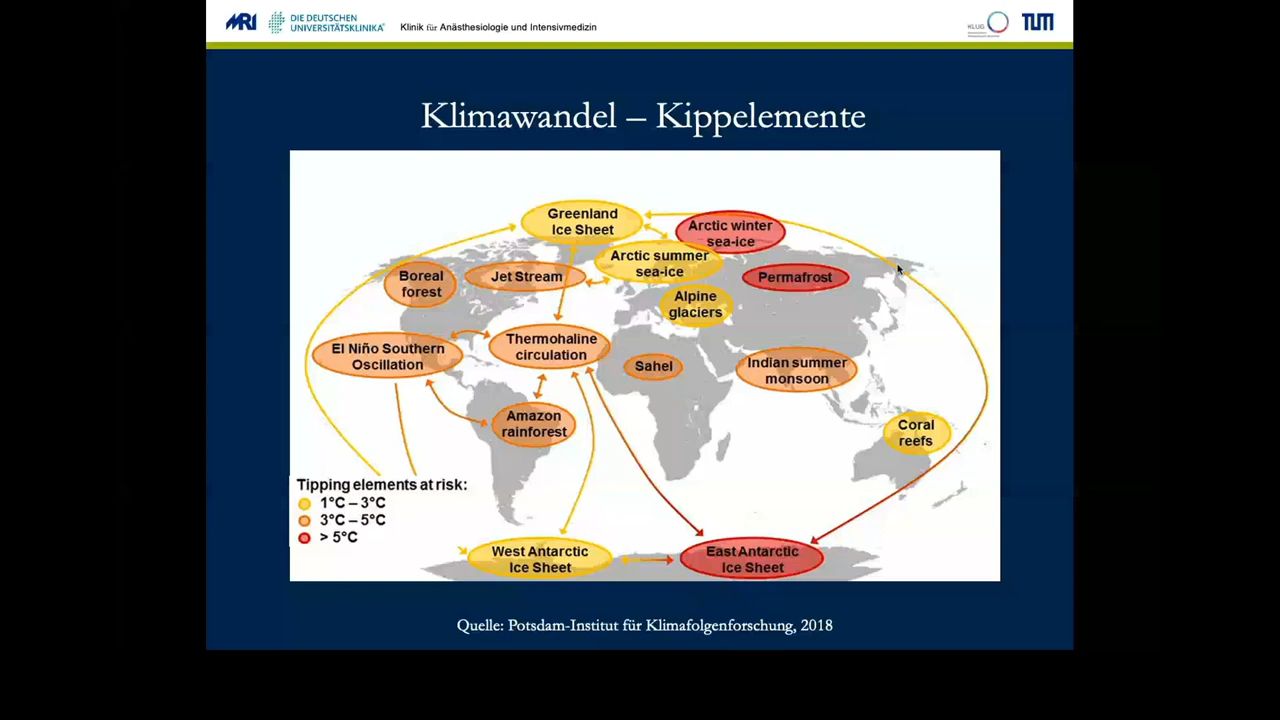 MRI
DIE DEUTSCHEN
UNIVERSITÄTSKLINIKA®
Klinik für Anästhesiologie und Intensivmedizin
KLUG
TUM
Klimawandel – Kippelemente
Greenland
Ice Sheet
Arctic winter
sea-ice
Arctic summer
sea-ice
Boreal
forest
Jet Stream
Permafrost
Alpine
glaciers
El Niño Southern
Oscillation
Thermohaline
circulation
Sahel
Indian summer
monsoon
Amazon
rainforest
Coral
reefs
Tipping elements at risk:
1°C – 3°C
3°C – 5°C
> 5°C
West Antarctic
Ice Sheet
East Antarctic
Ice Sheet
Quelle: Potsdam-Institut für Klimafolgenforschung, 2018